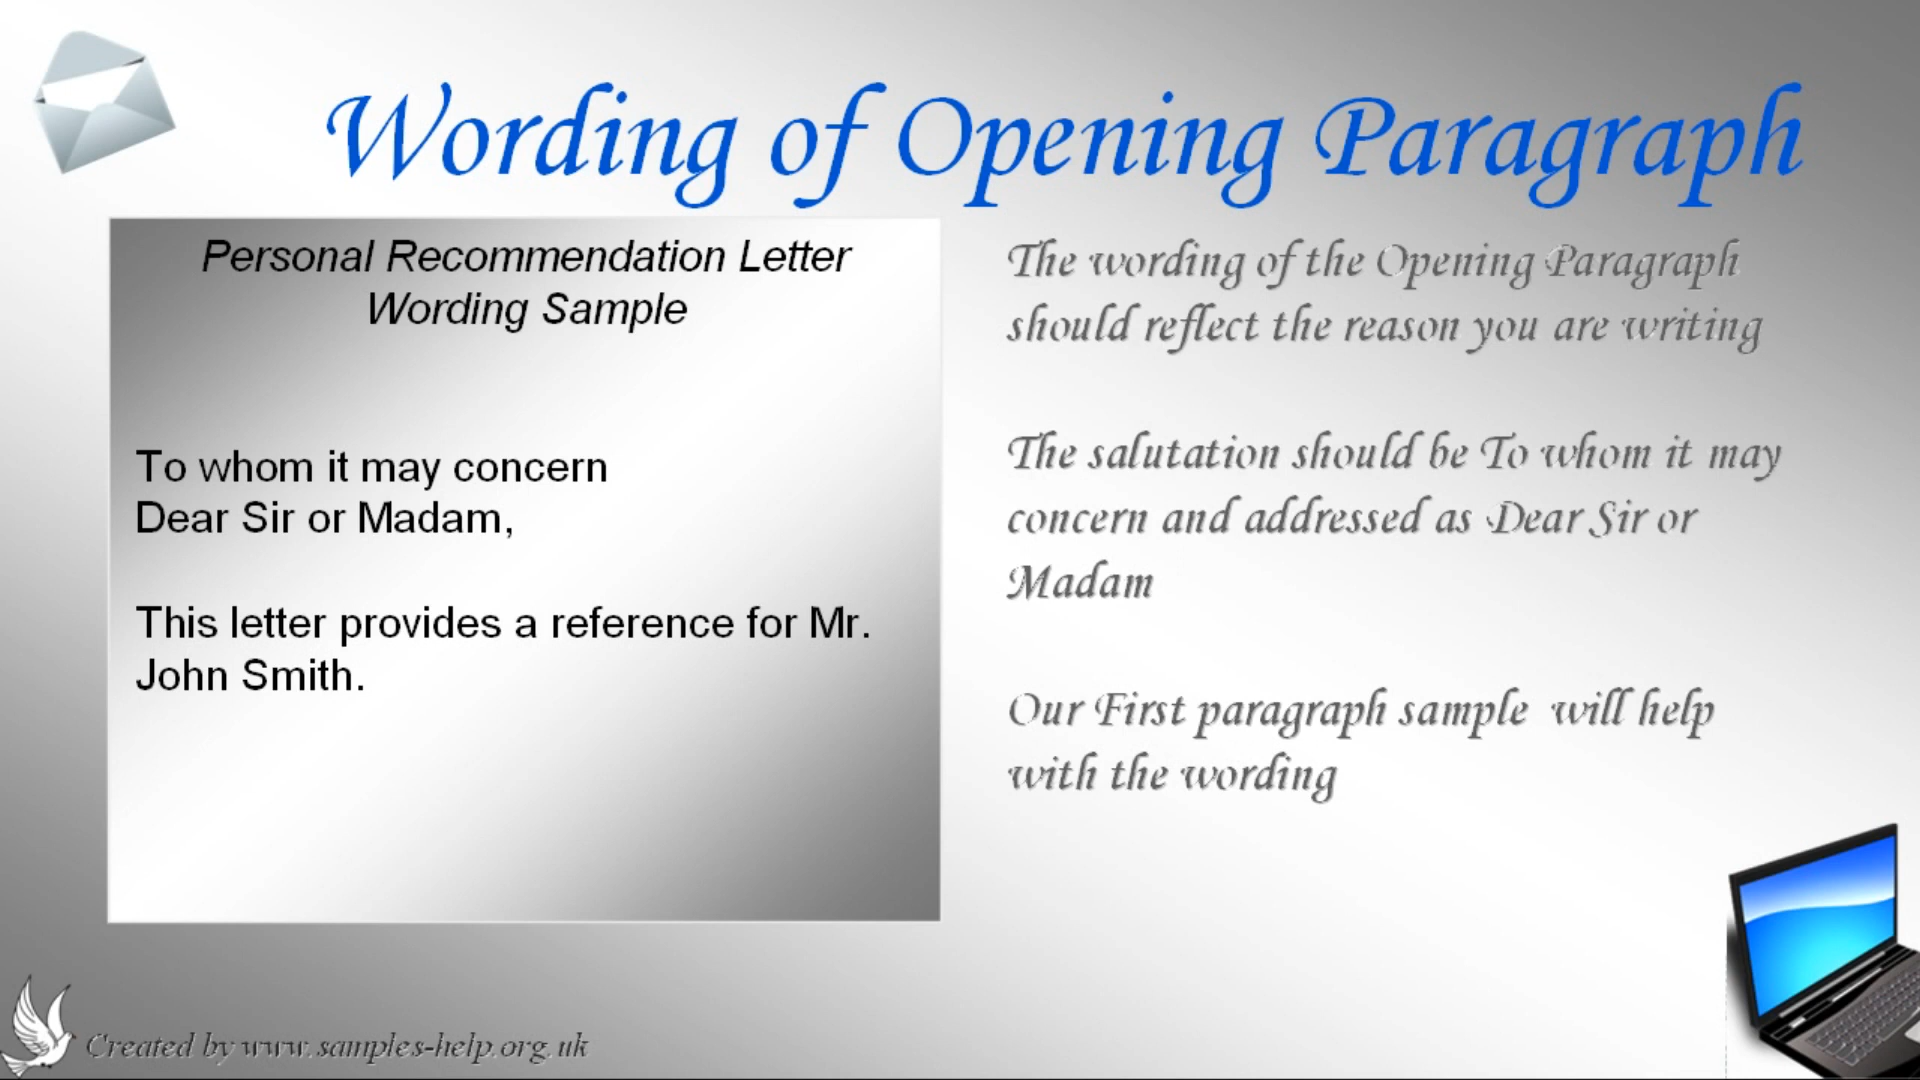 Wording of Opening Paragraph
Personal Recommendation Letter
Wording Sample
To whom it may concern
Dear Sir or Madam,
This letter provides a reference for Mr.
John Smith.
The wording of the Opening Paragraph
should reflect the reason you are writing
The salutation should be To whom it may
concern and addressed as Dear Sir or
Madam
Our First paragraph sample will help
with the wording
Created by www.samples-help.org.uk